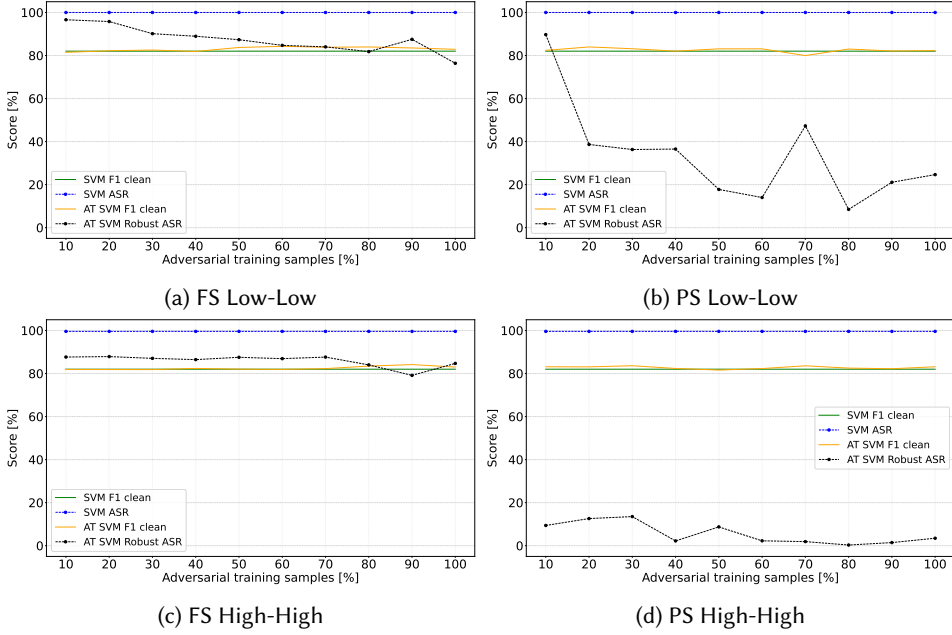 100
80
60
40
20
0
Score [%]
SVM F1 clean
SVM ASR
AT SVM F1 clean
AT SVM Robust ASR
10 20 30 40 50 60 70 80 90 100
Adversarial training samples [%]
(a) FS Low-Low
100
80
60
40
20
0
Score [%]
SVM F1 clean
SVM ASR
AT SVM F1 clean
AT SVM Robust ASR
10 20 30 40 50 60 70 80 90 100
Adversarial training samples [%]
(b) PS Low-Low
100
80
60
40
20
0
Score [%]
SVM F1 clean
SVM ASR
AT SVM F1 clean
AT SVM Robust ASR
10 20 30 40 50 60 70 80 90 100
Adversarial training samples [%]
(c) FS High-High
100
80
60
40
20
0
Score [%]
SVM F1 clean
SVM ASR
AT SVM F1 clean
AT SVM Robust ASR
10 20 30 40 50 60 70 80 90 100
Adversarial training samples [%]
(d) PS High-High